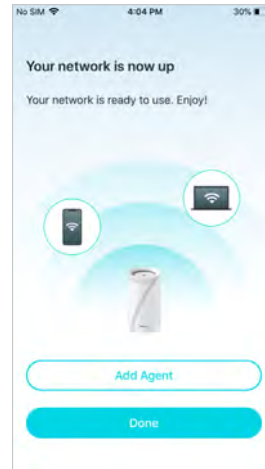 No SIM 4:04 PM 30%
Your network is now up
Your network is ready to use. Enjoy!
Add Agent
Done